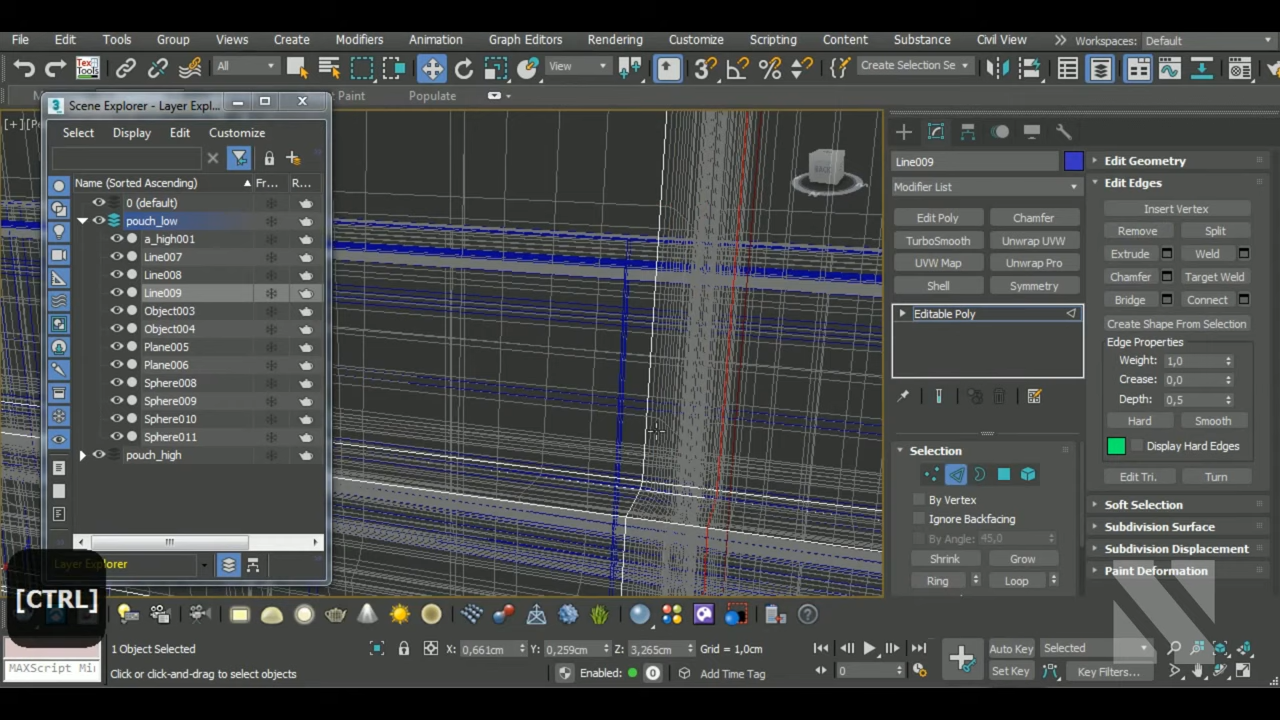 File Edit Tools Group Views Create Modifiers Animation Graph Editors Rendering Customize Scripting Content Substance Civil View Workspaces: Default
Tex Tools All View Create Selection Se
Paint Populate
Scene Explorer - Layer Expl...
Select Display Edit Customize
Name (Sorted Ascending) Fr... R...
0 (default)
pouch_low
a_high001
Line007
Line008
Line009
Object003
Object004
Plane005
Plane006
Sphere008
Sphere009
Sphere010
Sphere011
pouch_high
Layer Explorer
[CTRL]
Line009
Modifier List
Edit Poly Chamfer
TurboSmooth Unwrap UVW
UVW Map Unwrap Pro
Shell Symmetry
Editable Poly
Selection
By Vertex
Ignore Backfacing
By Angle: 45,0
Shrink Grow
Ring Loop
Edit Geometry
Edit Edges
Insert Vertex
Remove Split
Extrude Weld
Chamfer Target Weld
Bridge Connect
Create Shape From Selection
Edge Properties
Weight: 1,0
Crease: 0,0
Depth: 0,5
Hard Smooth
Display Hard Edges
Edit Tri. Turn
Soft Selection
Subdivision Surface
Subdivision Displacement
Paint Deformation
1 Object Selected X: 0,661cm Y: 0,259cm Z: 3,265cm Grid = 1,0cm Auto Key Selected
MAXScript Mi Click or click-and-drag to select objects Enabled: 0 Add Time Tag 0 Set Key Key Filters...